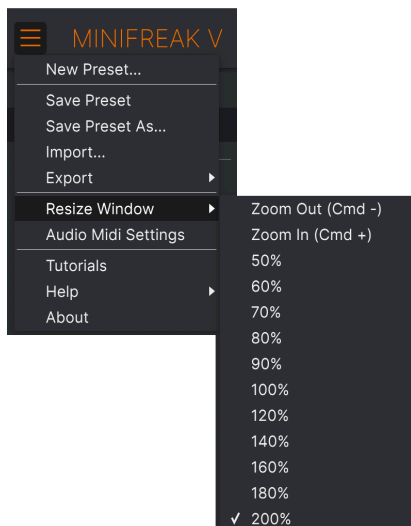 MINIFREAK V
New Preset...
Save Preset
Save Preset As...
Import...
Export
Resize Window
Audio Midi Settings
Tutorials
Help
About
Zoom Out (Cmd -)
Zoom In (Cmd +)
50%
60%
70%
80%
90%
100%
120%
140%
160%
180%
✓ 200%